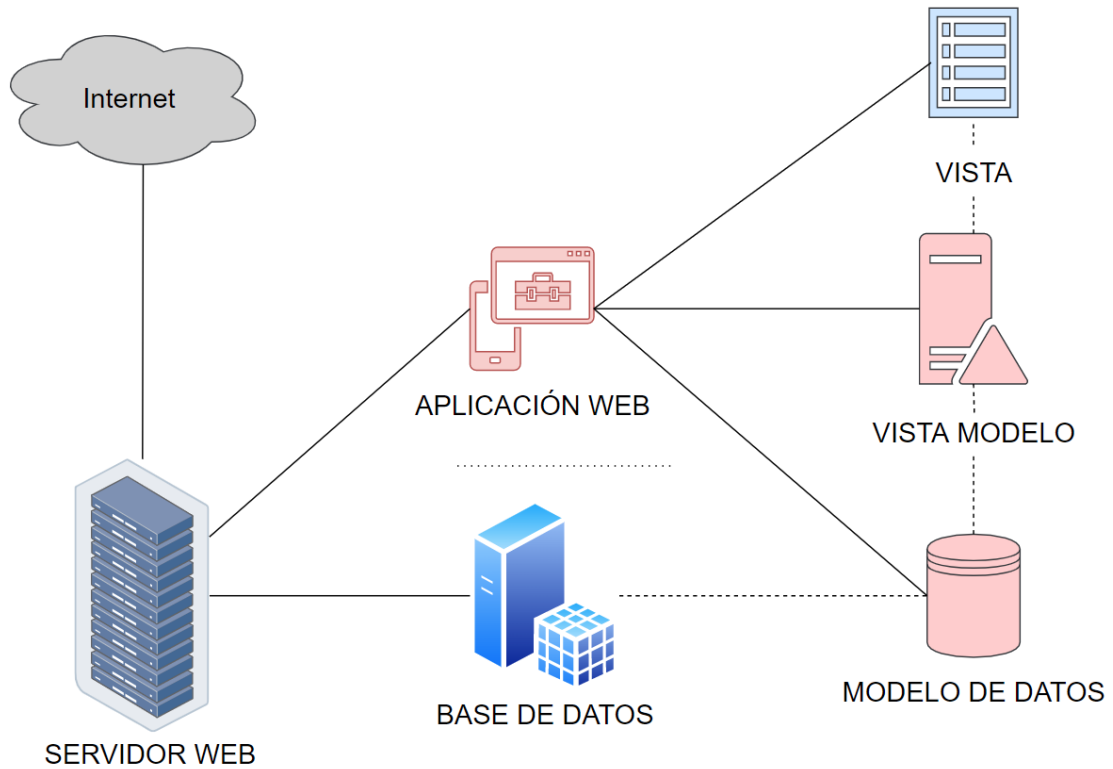 Internet
VISTA
APLICACIÓN WEB
VISTA MODELO
BASE DE DATOS
MODELO DE DATOS
SERVIDOR WEB